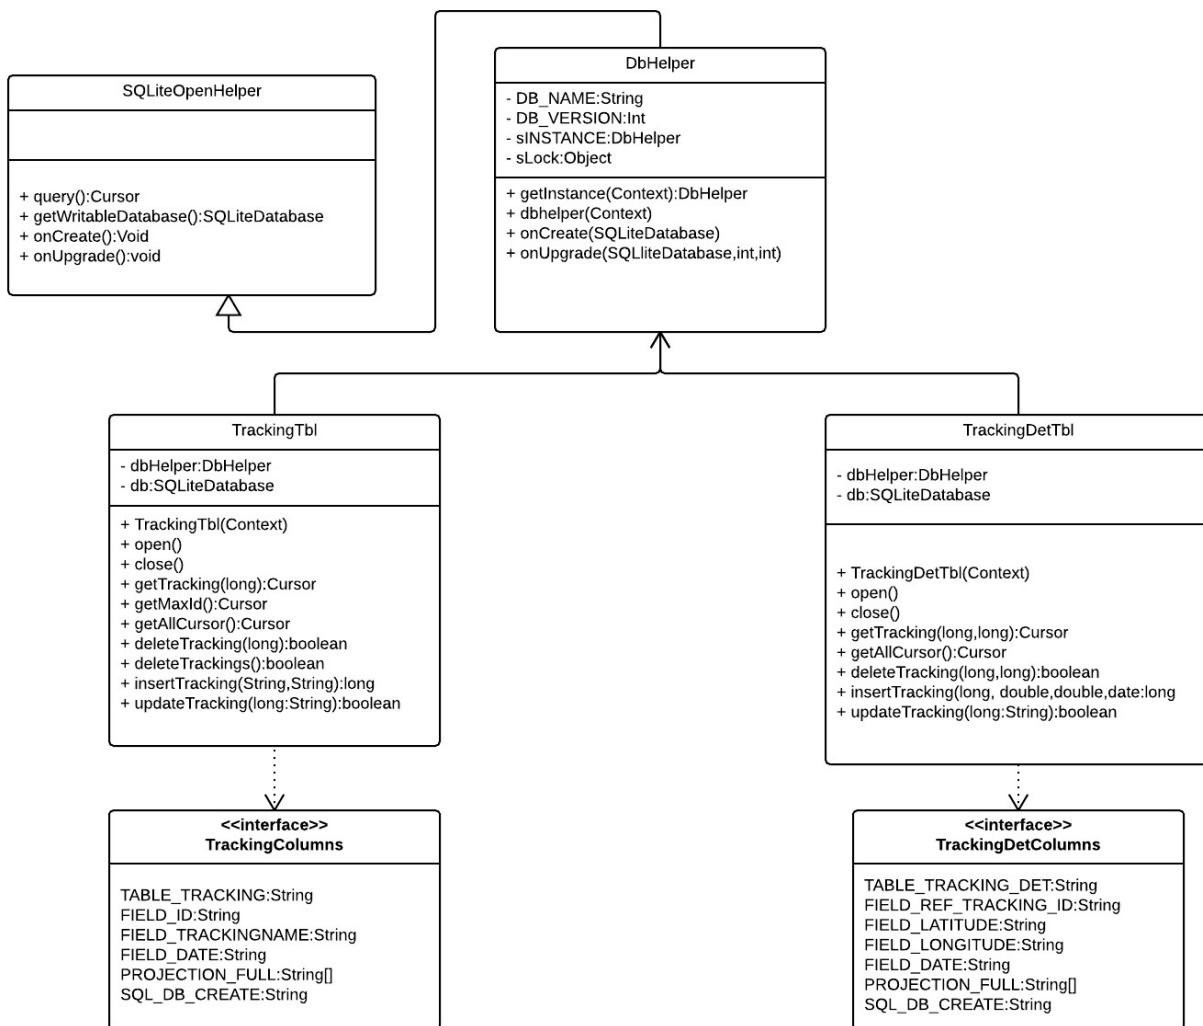 SQLiteOpenHelper
+ query():Cursor
+ getWritableDatabase():SQLiteDatabase
+ onCreate():Void
+ onUpgrade():void
DbHelper
- DB_NAME:String
- DB_VERSION:Int
- sINSTANCE:DbHelper
- sLock:Object
+ getInstance(Context):DbHelper
+ dbhelper(Context)
+ onCreate(SQLiteDatabase)
+ onUpgrade(SQLliteDatabase,int,int)
TrackingTbl
- dbHelper:DbHelper
- db:SQLiteDatabase
+ TrackingTbl(Context)
+ open()
+ close()
+ getTracking(long):Cursor
+ getMaxId():Cursor
+ getAllCursor():Cursor
+ deleteTracking(long):boolean
+ deleteTrackings():boolean
+ insertTracking(String,String):long
+ updateTracking(long:String):boolean
TrackingDetTbl
- dbHelper:DbHelper
- db:SQLiteDatabase
+ TrackingDetTbl(Context)
+ open()
+ close()
+ getTracking(long,long):Cursor
+ getAllCursor():Cursor
+ deleteTracking(long,long):boolean
+ insertTracking(long, double,double,date:long
+ updateTracking(long:String):boolean
<<interface>>
TrackingColumns
TABLE_TRACKING:String
FIELD_ID:String
FIELD_TRACKINGNAME:String
FIELD_DATE:String
PROJECTION_FULL:String[]
SQL_DB_CREATE:String
<<interface>>
TrackingDetColumns
TABLE_TRACKING_DET:String
FIELD_REF_TRACKING_ID:String
FIELD_LATITUDE:String
FIELD_LONGITUDE:String
FIELD_DATE:String
PROJECTION_FULL:String[]
SQL_DB_CREATE:String